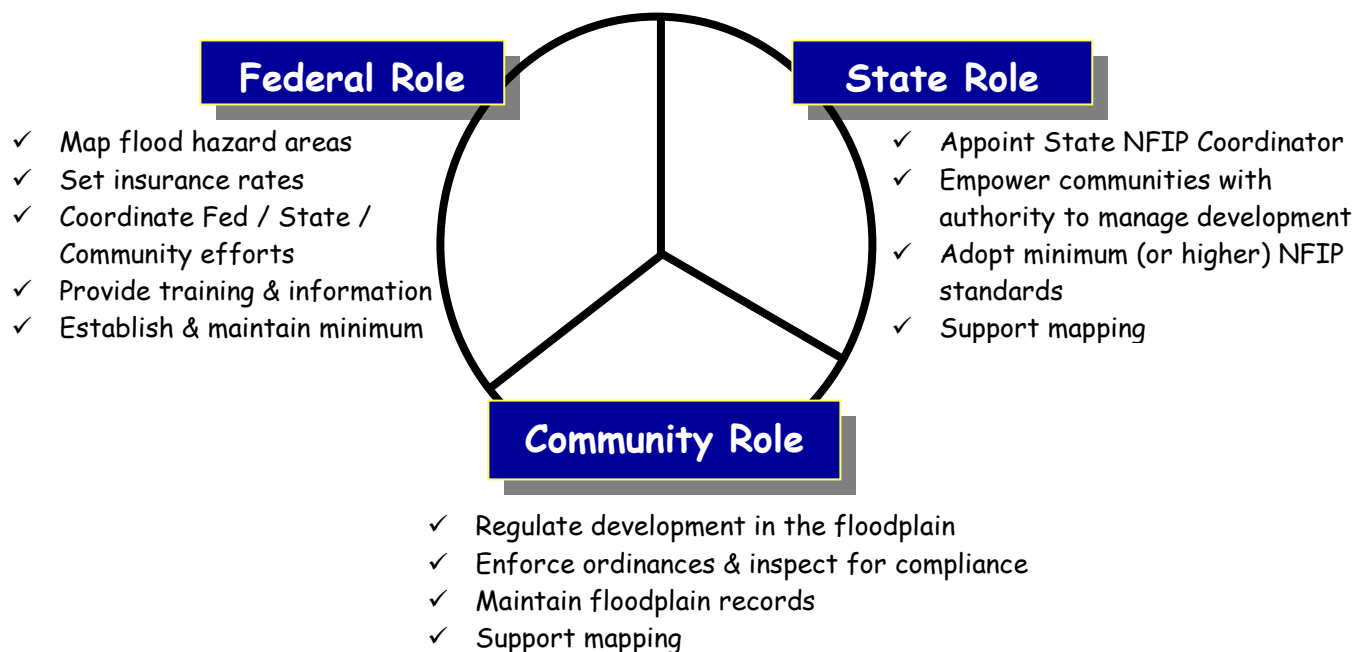 Federal Role
✓ Map flood hazard areas
✓ Set insurance rates
✓ Coordinate Fed / State /
Community efforts
✓ Provide training & information
✓ Establish & maintain minimum
State Role
✓ Appoint State NFIP Coordinator
✓ Empower communities with
authority to manage development
✓ Adopt minimum (or higher) NFIP
standards
✓ Support mapping
Community Role
✓ Regulate development in the floodplain
✓ Enforce ordinances & inspect for compliance
✓ Maintain floodplain records
✓ Support mapping